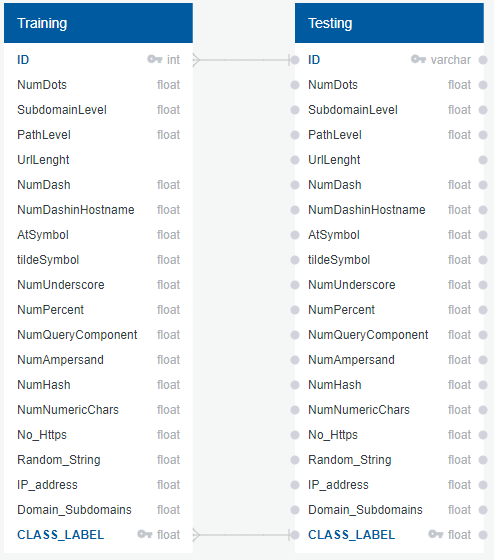 Training
ID int
NumDots float
SubdomainLevel float
PathLevel float
UrlLenght
NumDash float
NumDashinHostname float
AtSymbol float
tildeSymbol float
NumUnderscore float
NumPercent float
NumQueryComponent float
NumAmpersand float
NumHash float
NumNumericChars float
No_Https float
Random_String float
IP_address float
Domain_Subdomains float
CLASS_LABEL float
Testing
ID varchar
NumDots float
SubdomainLevel float
PathLevel float
UrlLenght
NumDash float
NumDashinHostname float
AtSymbol float
tildeSymbol float
NumUnderscore float
NumPercent float
NumQueryComponent float
NumAmpersand float
NumHash float
NumNumericChars float
No_Https float
Random_String float
IP_address float
Domain_Subdomains float
CLASS_LABEL float